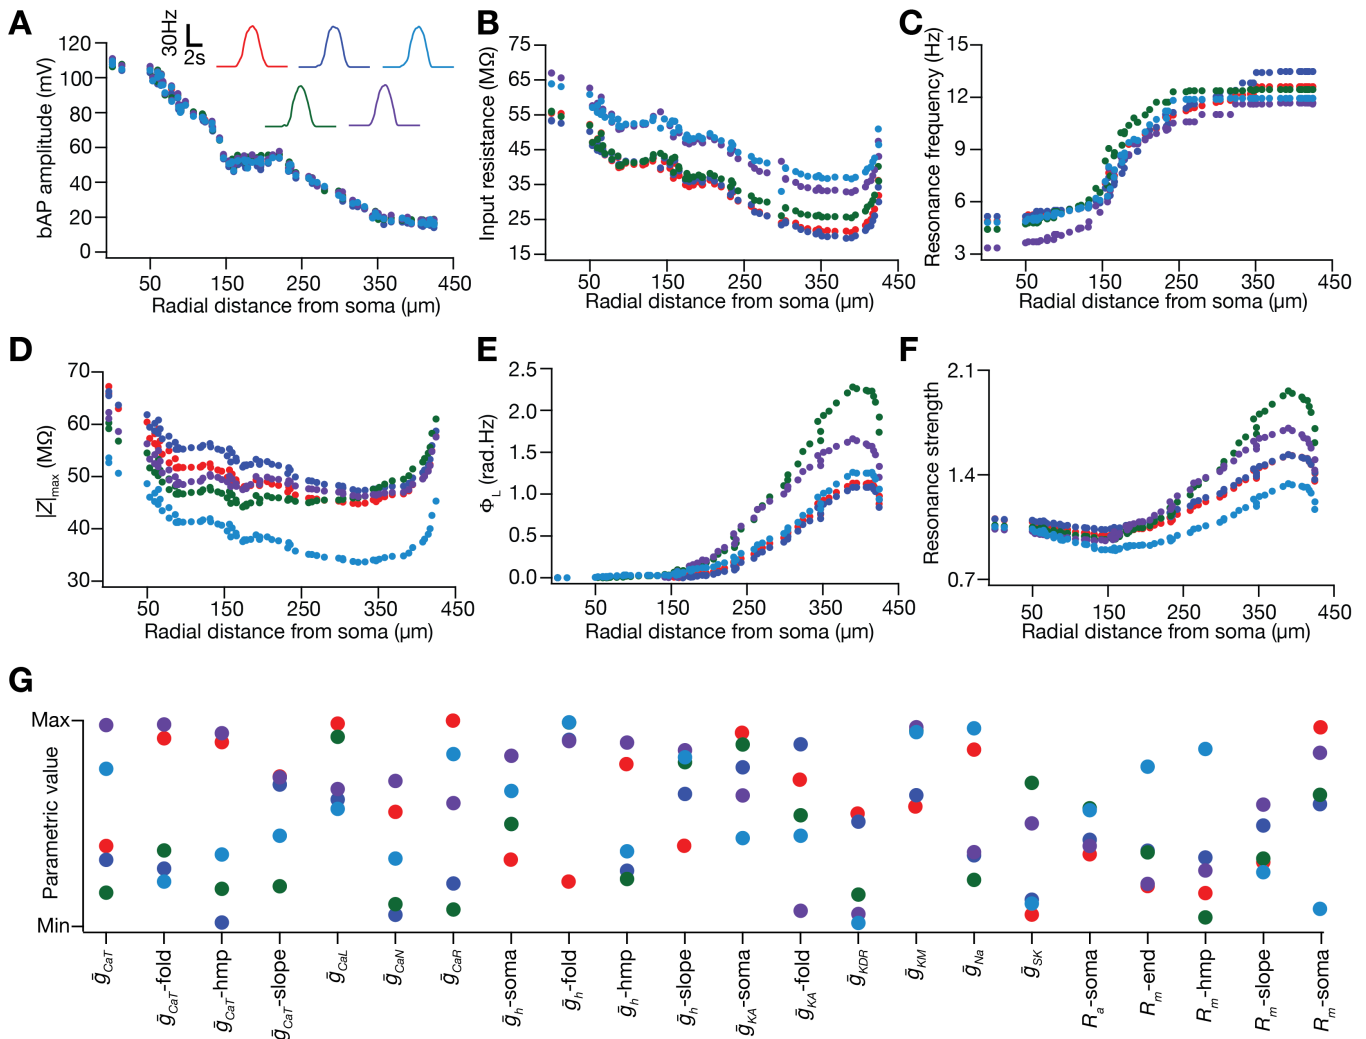 A
30Hz
2s
bAP amplitude (mV)
120
100
80
60
40
20
0
50 150 250 350 450
Radial distance from soma (µm)
B
Input resistance (MΩ)
75
65
55
45
35
25
15
50 150 250 350 450
Radial distance from soma (µm)
C
Resonance frequency (Hz)
15
12
9
6
3
50 150 250 350 450
Radial distance from soma (µm)
D
|Z|max (MΩ)
70
60
50
40
30
50 150 250 350 450
Radial distance from soma (µm)
E
ΦL (rad.Hz)
2.5
2.0
1.5
1.0
0.5
0.0
50 150 250 350 450
Radial distance from soma (µm)
F
Resonance strength
2.1
1.4
0.7
50 150 250 350 450
Radial distance from soma (µm)
G
Parametric value
Max
Min
ḡCaT
ḡCaT-fold
ḡCaT-hmp
ḡCaT-slope
ḡCaL
ḡCaN
ḡCaR
ḡh-soma
ḡh-fold
ḡh-hmp
ḡh-slope
ḡKA-soma
ḡKA-fold
ḡKDR
ḡKM
ḡNa
ḡSK
Ra-soma
Rm-end
Rm-hmp
Rm-slope
Rm-soma